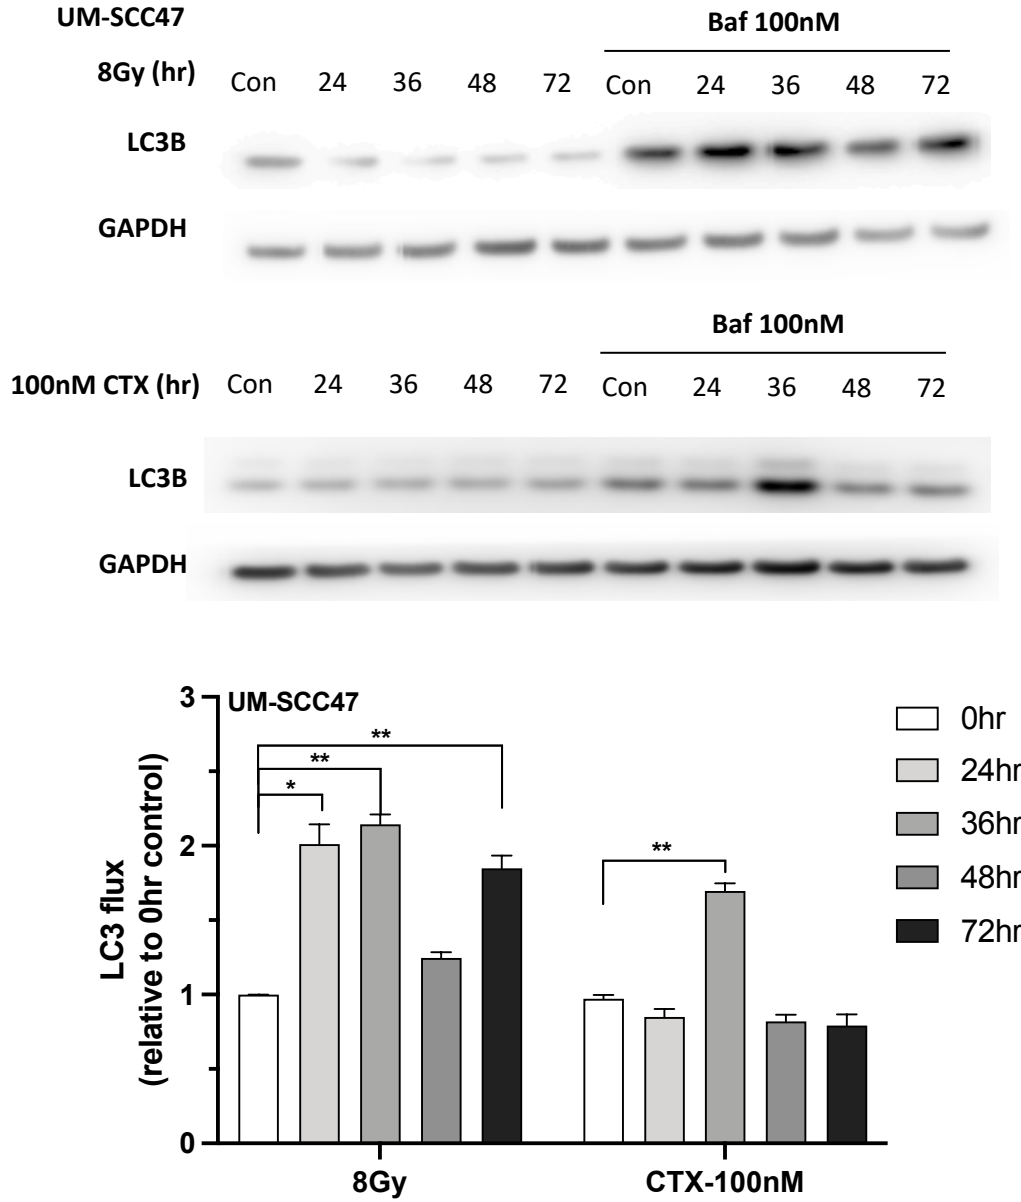 UM-SCC47
Baf 100nM
8Gy (hr) Con 24 36 48 72 Con 24 36 48 72
LC3B
GAPDH
Baf 100nM
100nM CTX (hr) Con 24 36 48 72 Con 24 36 48 72
LC3B
GAPDH
3
2
1
0
LC3 flux
(relative to 0hr control)
UM-SCC47
**
**
*
**
8Gy
CTX-100nM
0hr
24hr
36hr
48hr
72hr